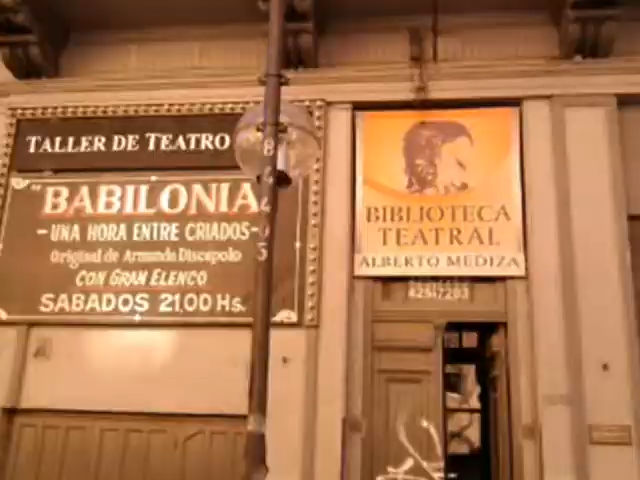 TALLER DE TEATRO
"BABILONIA
-UNA HORA ENTRE CRIADOS-
Original de Armando Discepolo
CON GRAN ELENCO
SABADOS 21,00 Hs.
BIBLIOTECA
TEATRAL
ALBERTO MEDIZA